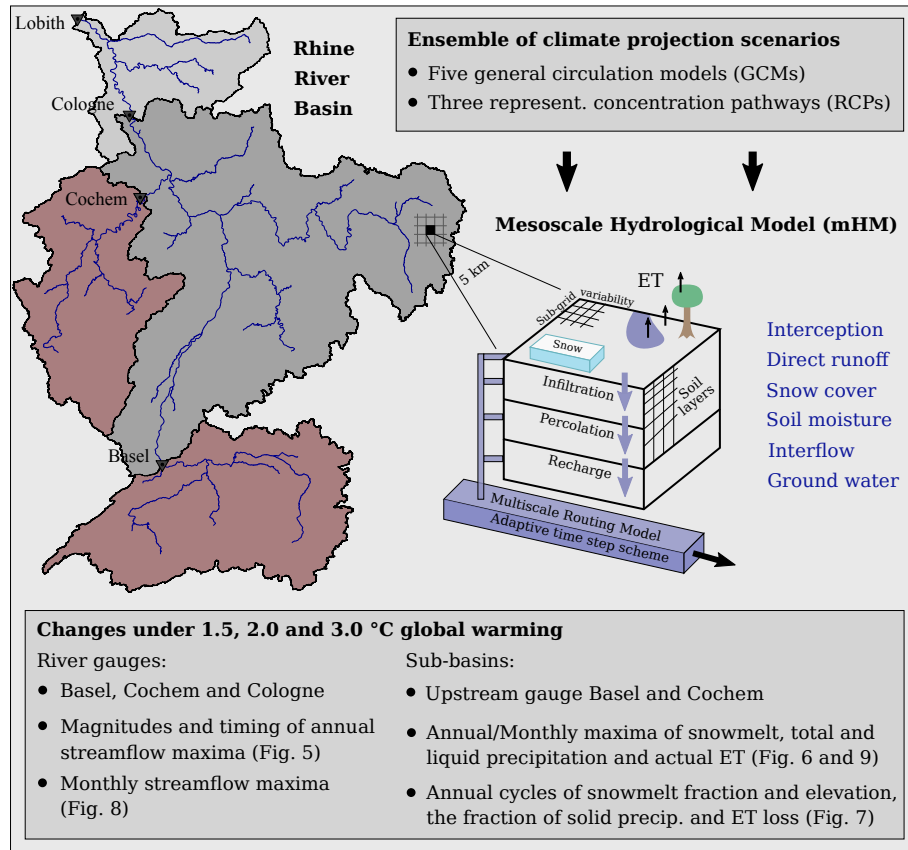 Lobith
Cologne
Cochem
Basel
Rhine
River
Basin
Ensemble of climate projection scenarios
● Five general circulation models (GCMs)
● Three represent. concentration pathways (RCPs)
Mesoscale Hydrological Model (mHM)
5 km
Sub-grid variability
ET
Snow
Infiltration
Percolation
Recharge
Soil
layers
Multiscale Routing Model
Adaptive time step scheme
Interception
Direct runoff
Snow cover
Soil moisture
Interflow
Ground water
Changes under 1.5, 2.0 and 3.0 °C global warming
River gauges:
● Basel, Cochem and Cologne
● Magnitudes and timing of annual
streamflow maxima (Fig. 5)
● Monthly streamflow maxima
(Fig. 8)
Sub-basins:
● Upstream gauge Basel and Cochem
● Annual/Monthly maxima of snowmelt, total and
liquid precipitation and actual ET (Fig. 6 and 9)
● Annual cycles of snowmelt fraction and elevation,
the fraction of solid precip. and ET loss (Fig. 7)